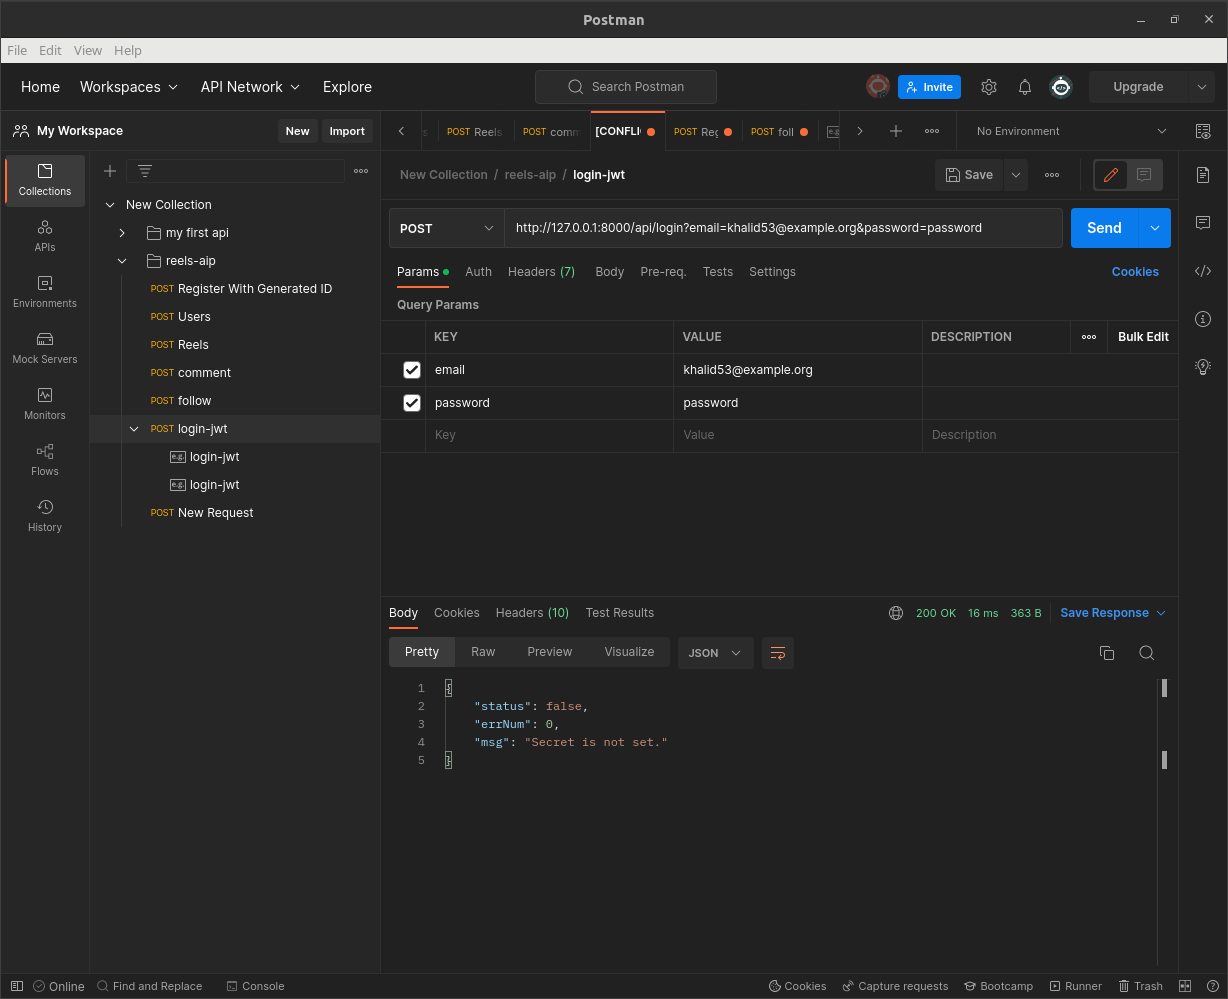 Postman
File Edit View Help
Home Workspaces API Network Explore Search Postman Invite Upgrade
My Workspace New Import
POST Reels POST comm [CONFLI POST Reg POST foll No Environment
Collections
APIs
Environments
Mock Servers
Monitors
Flows
History
New Collection
my first api
reels-aip
POST Register With Generated ID
POST Users
POST Reels
POST comment
POST follow
POST login-jwt
e.g. login-jwt
e.g. login-jwt
POST New Request
New Collection / reels-aip / login-jwt Save
POST http://127.0.0.1:8000/api/login?email=khalid53@example.org&password=password Send
Params Auth Headers (7) Body Pre-req. Tests Settings Cookies
Query Params
KEY VALUE DESCRIPTION Bulk Edit
email khalid53@example.org
password password
Key Value Description
Body Cookies Headers (10) Test Results 200 OK 16 ms 363 B Save Response
Pretty Raw Preview Visualize JSON
1 {
2 "status": false,
3 "errNum": 0,
4 "msg": "Secret is not set."
5 }
Online Find and Replace Console Cookies Capture requests Bootcamp Runner Trash